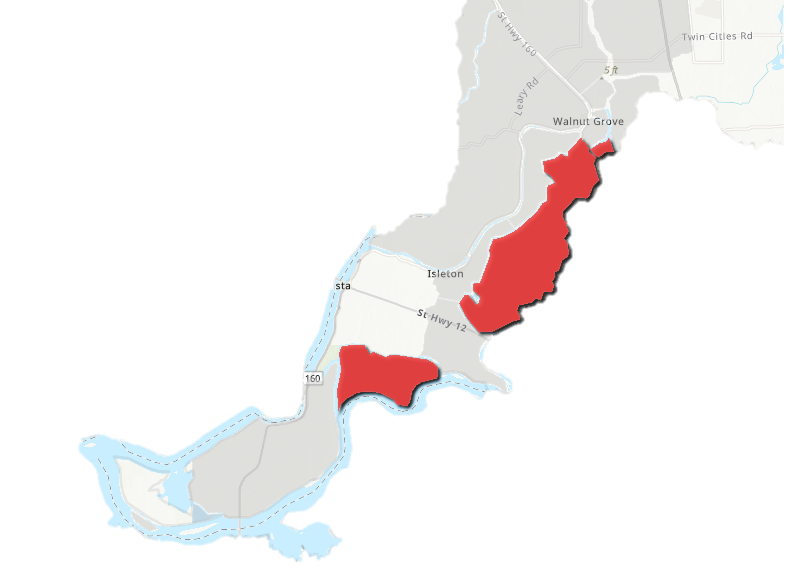 St Hwy 160
Twin Cities Rd
5 ft
Leary Rd
Walnut Grove
Isleton
sta
St Hwy 12
160